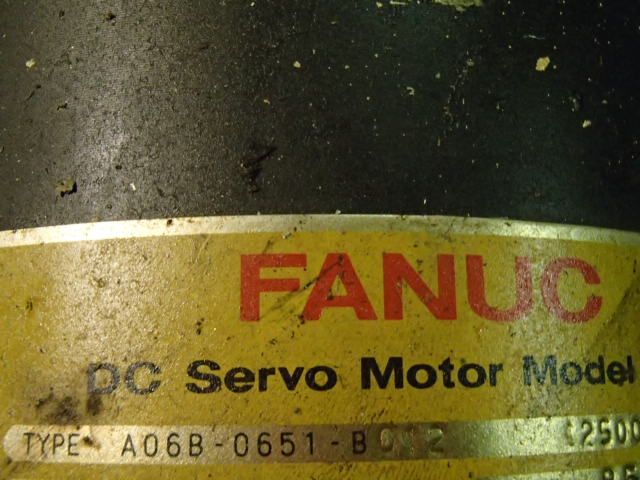 FANUC
DC Servo Motor Model
TYPE A06B-0651-B